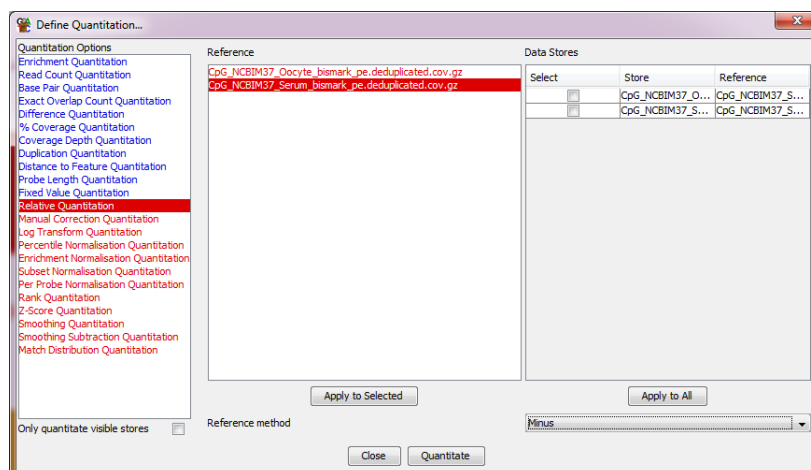 Define Quantitation...
Quantitation Options
Enrichment Quantitation
Read Count Quantitation
Base Pair Quantitation
Exact Overlap Count Quantitation
Difference Quantitation
% Coverage Quantitation
Coverage Depth Quantitation
Duplication Quantitation
Distance to Feature Quantitation
Probe Length Quantitation
Fixed Value Quantitation
Relative Quantitation
Manual Correction Quantitation
Log Transform Quantitation
Percentile Normalisation Quantitation
Enrichment Normalisation Quantitation
Subset Normalisation Quantitation
Per Probe Normalisation Quantitation
Rank Quantitation
Z-Score Quantitation
Smoothing Quantitation
Smoothing Subtraction Quantitation
Match Distribution Quantitation
Only quantitate visible stores
Reference
CpG_NCBIM37_Oocyte_bismark_pe.deduplicated.cov.gz
CpG_NCBIM37_Serum_bismark_pe.deduplicated.cov.gz
Apply to Selected
Data Stores
Select Store Reference
CpG_NCBIM37_O... CpG_NCBIM37_S...
CpG_NCBIM37_S... CpG_NCBIM37_S...
Apply to All
Reference method
Minus
Close Quantitate